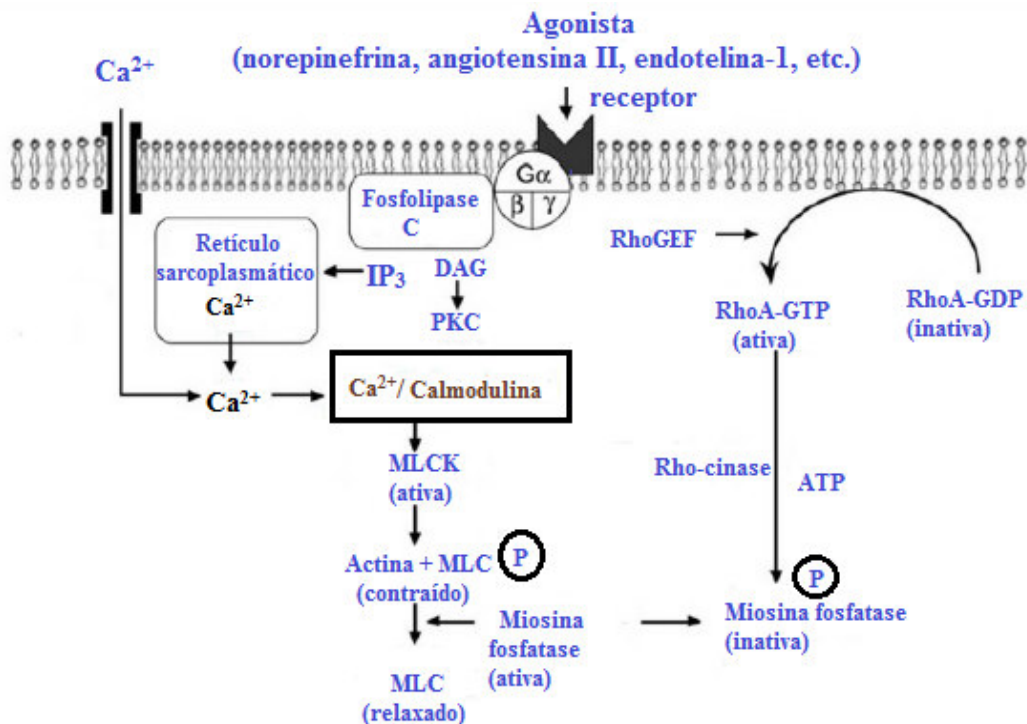 Agonista
(norepinefrina, angiotensina II, endotelina-1, etc.)
Ca²⁺
receptor
Gα
β γ
Fosfolipase
C
Retículo
sarcoplasmático
Ca²⁺
IP₃
DAG
PKC
RhoGEF
RhoA-GTP
(ativa)
RhoA-GDP
(inativa)
Ca²⁺
Ca²⁺/ Calmodulina
MLCK
(ativa)
Rho-cinase
ATP
Actina + MLC P
(contraído)
P
Miosina fosfatase
(inativa)
Miosina
fosfatase
(ativa)
MLC
(relaxado)